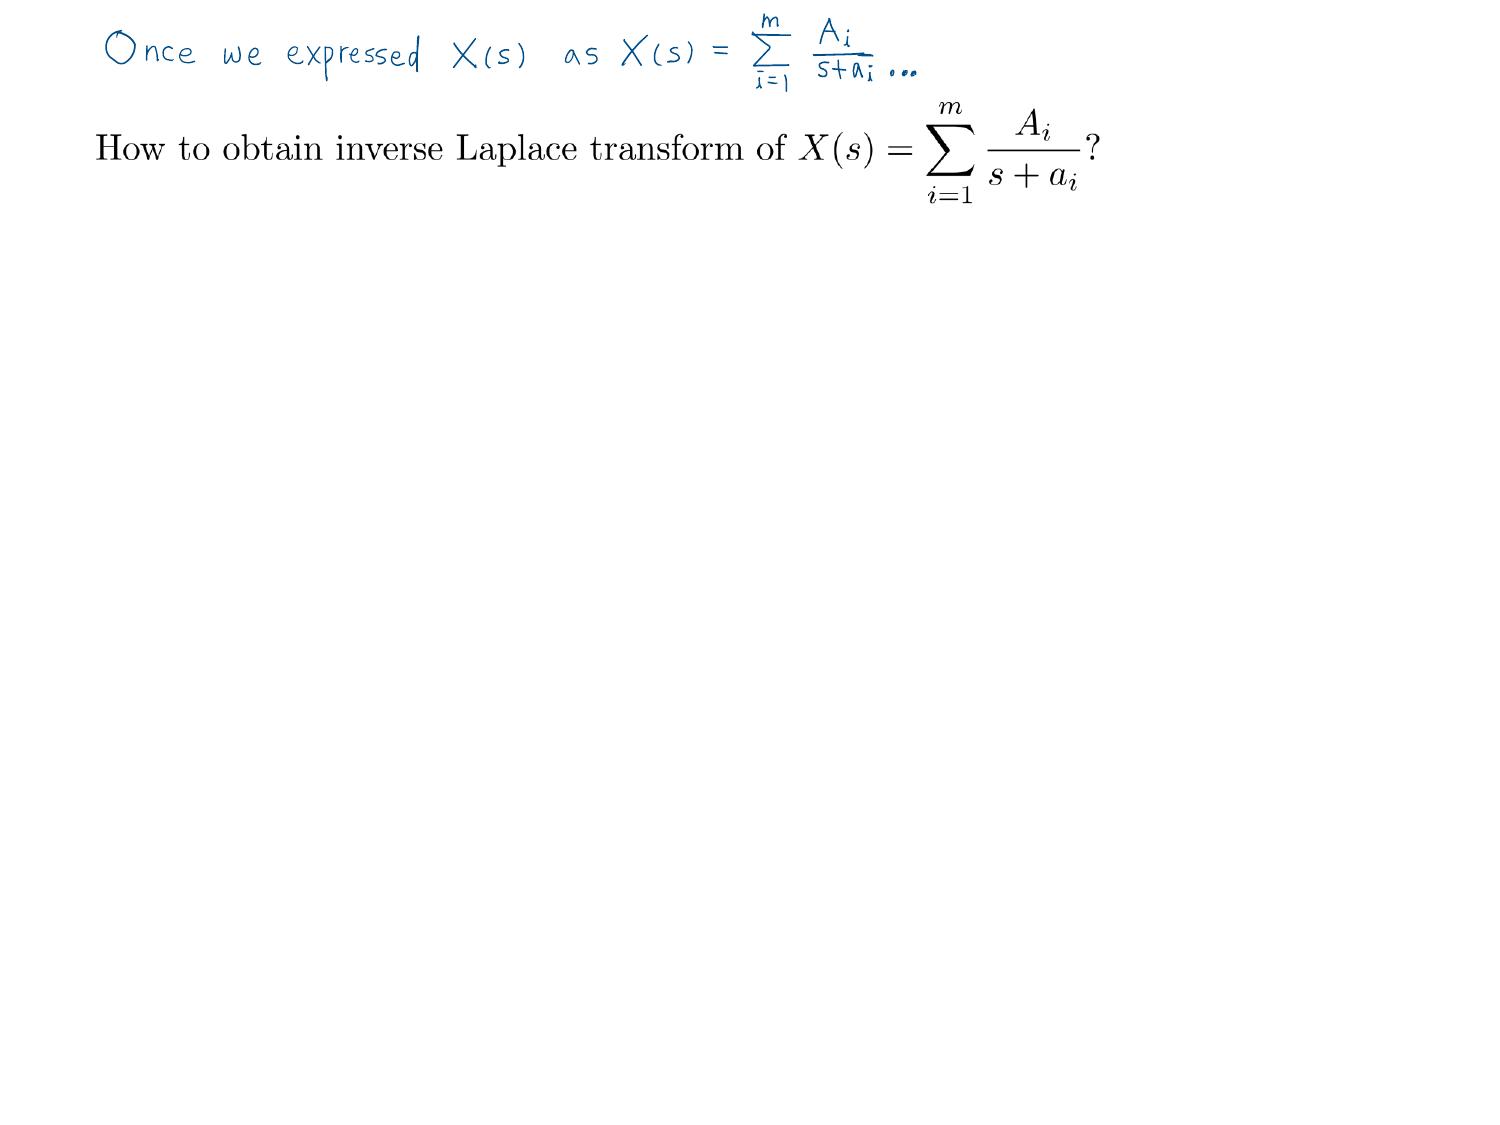 Once we expressed X(s) as X(s) = \sum_{i=1}^{m} \frac{A_i}{s+a_i} ...
How to obtain inverse Laplace transform of X(s) = \sum_{i=1}^{m} \frac{A_i}{s + a_i}?